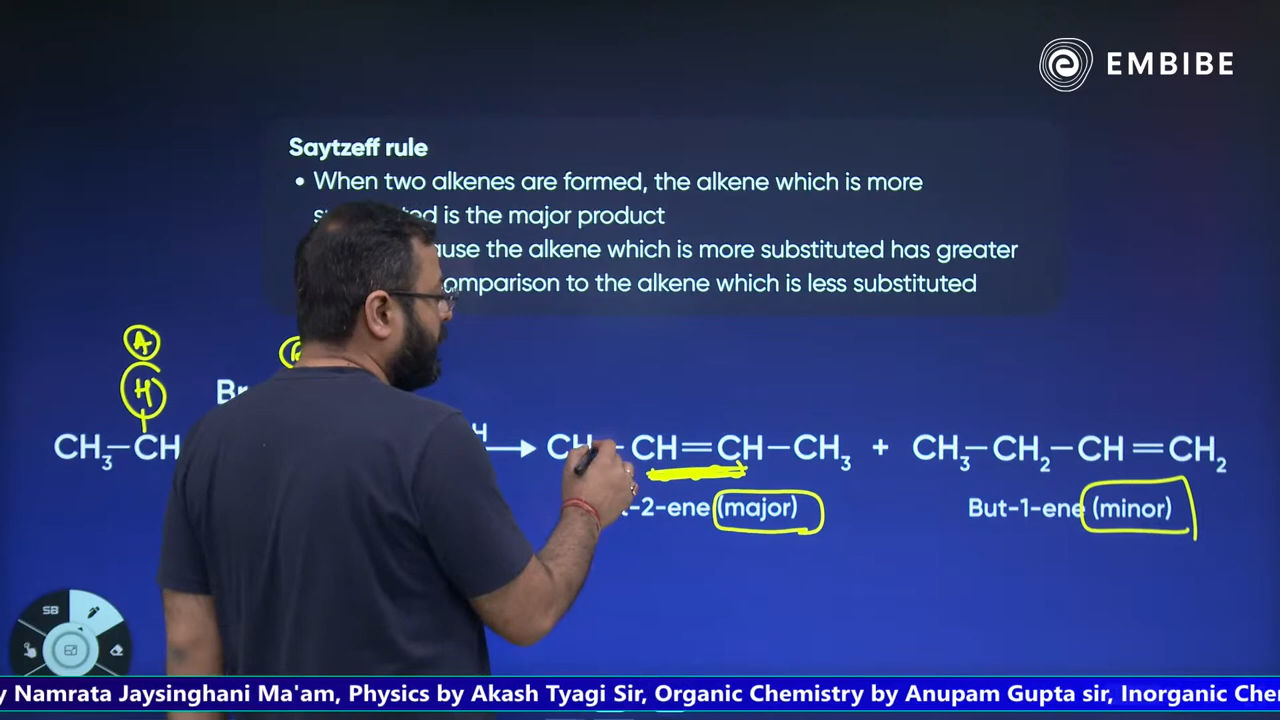 EMBIBE
Saytzeff rule
• When two alkenes are formed, the alkene which is more
is the major product
the alkene which is more substituted has greater
to the alkene which is less substituted
A
H
Br
CH₃–CH H → CH –CH=CH–CH₃ + CH₃–CH₂–CH=CH₂
-2-ene (major) But-1-ene (minor)
SB
Namrata Jaysinghani Ma'am, Physics by Akash Tyagi Sir, Organic Chemistry by Anupam Gupta sir, Inorganic